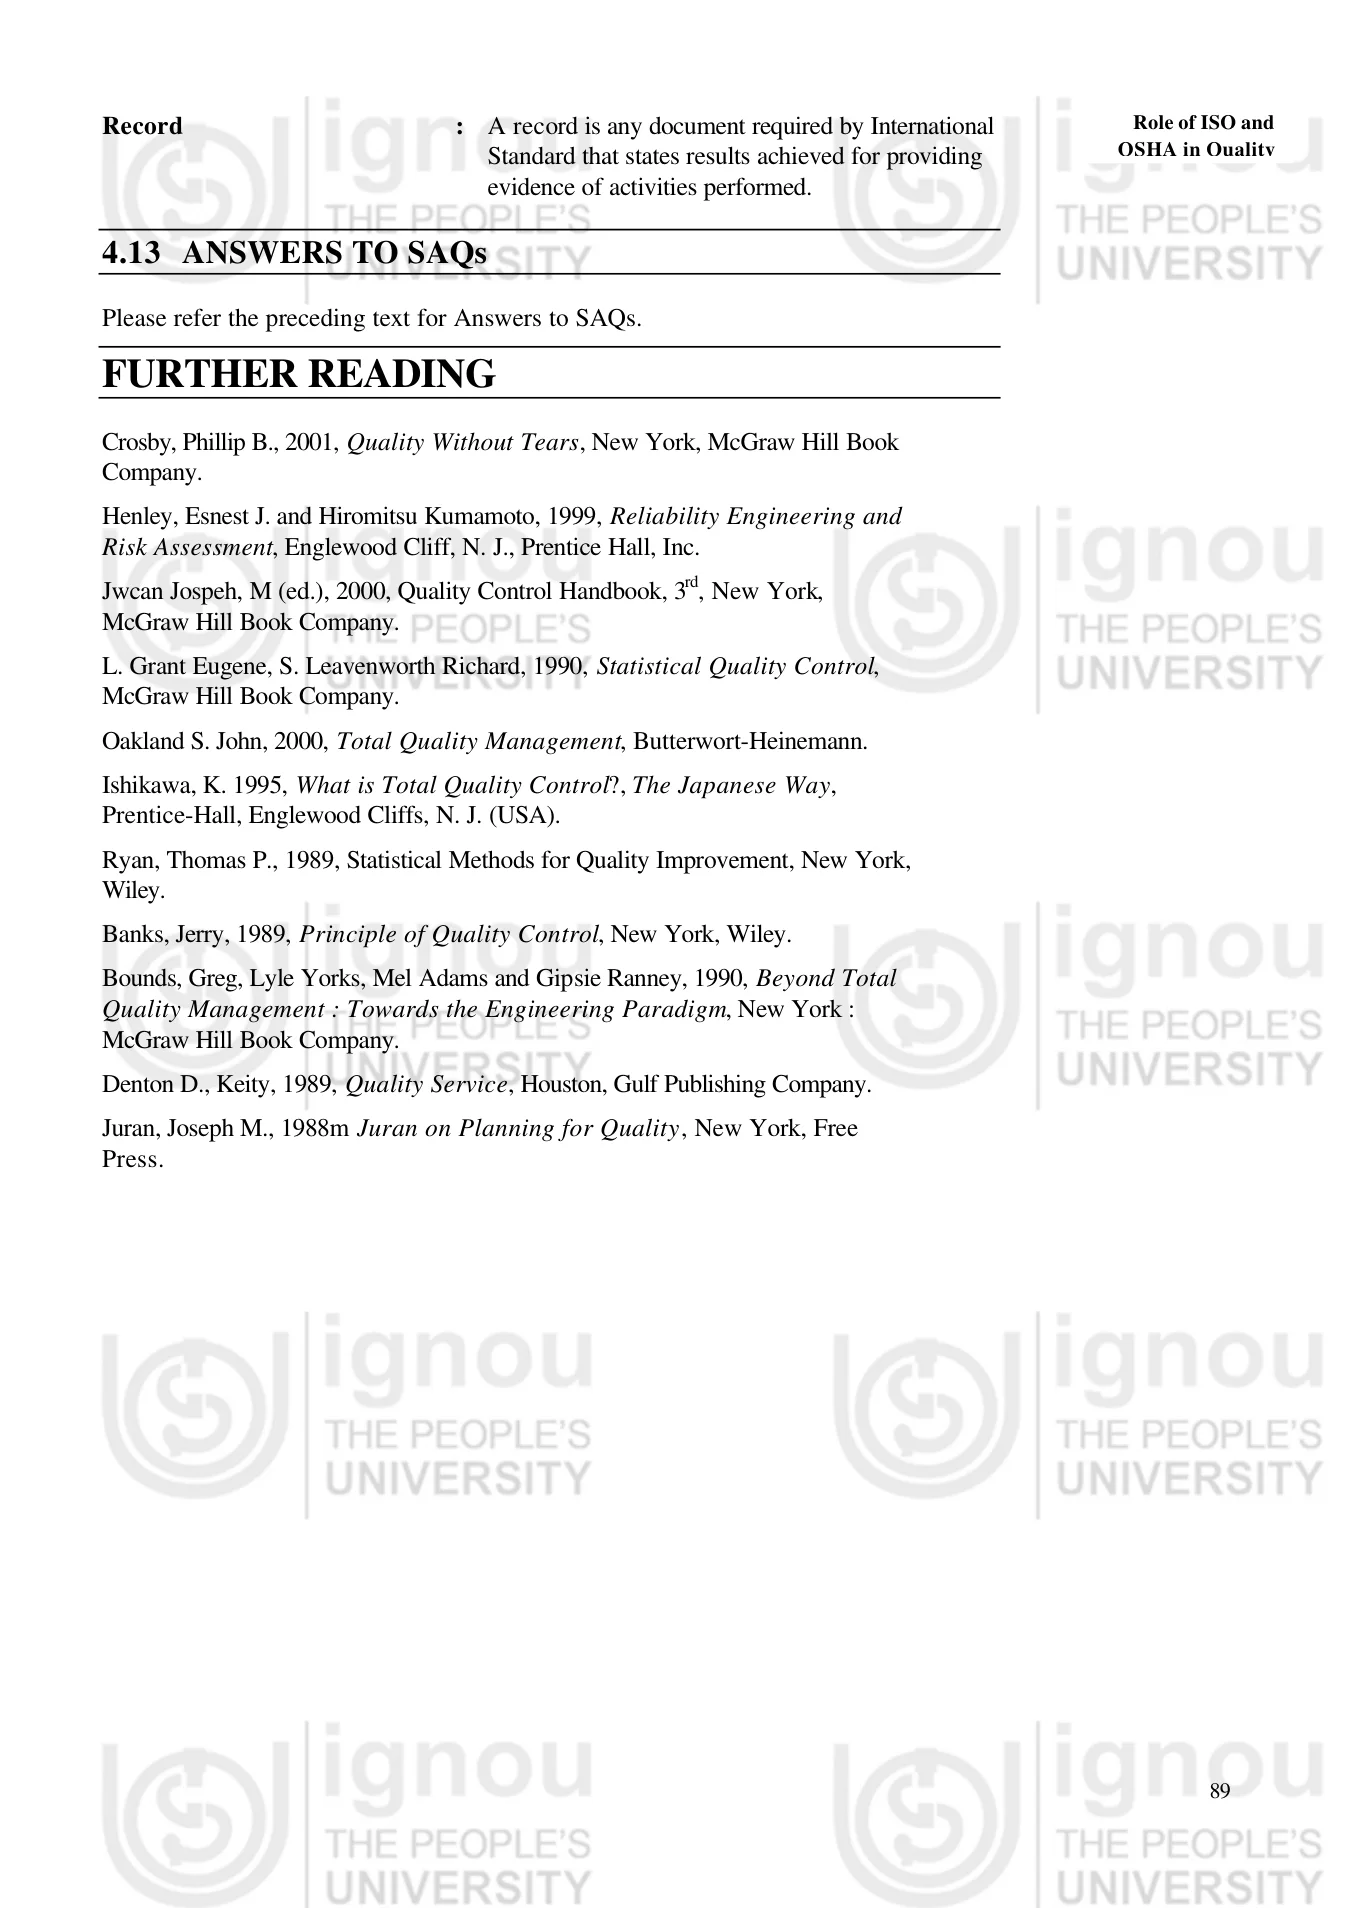 Role of ISO and
OSHA in Quality
Record : A record is any document required by International
Standard that states results achieved for providing
evidence of activities performed.
4.13 ANSWERS TO SAQs
Please refer the preceding text for Answers to SAQs.
FURTHER READING
Crosby, Phillip B., 2001, Quality Without Tears, New York, McGraw Hill Book
Company.
Henley, Esnest J. and Hiromitsu Kumamoto, 1999, Reliability Engineering and
Risk Assessment, Englewood Cliff, N. J., Prentice Hall, Inc.
Jwcan Jospeh, M (ed.), 2000, Quality Control Handbook, 3rd, New York,
McGraw Hill Book Company.
L. Grant Eugene, S. Leavenworth Richard, 1990, Statistical Quality Control,
McGraw Hill Book Company.
Oakland S. John, 2000, Total Quality Management, Butterwort-Heinemann.
Ishikawa, K. 1995, What is Total Quality Control?, The Japanese Way,
Prentice-Hall, Englewood Cliffs, N. J. (USA).
Ryan, Thomas P., 1989, Statistical Methods for Quality Improvement, New York,
Wiley.
Banks, Jerry, 1989, Principle of Quality Control, New York, Wiley.
Bounds, Greg, Lyle Yorks, Mel Adams and Gipsie Ranney, 1990, Beyond Total
Quality Management : Towards the Engineering Paradigm, New York :
McGraw Hill Book Company.
Denton D., Keity, 1989, Quality Service, Houston, Gulf Publishing Company.
Juran, Joseph M., 1988m Juran on Planning for Quality, New York, Free
Press.
ignou
THE PEOPLE'S
UNIVERSITY
89